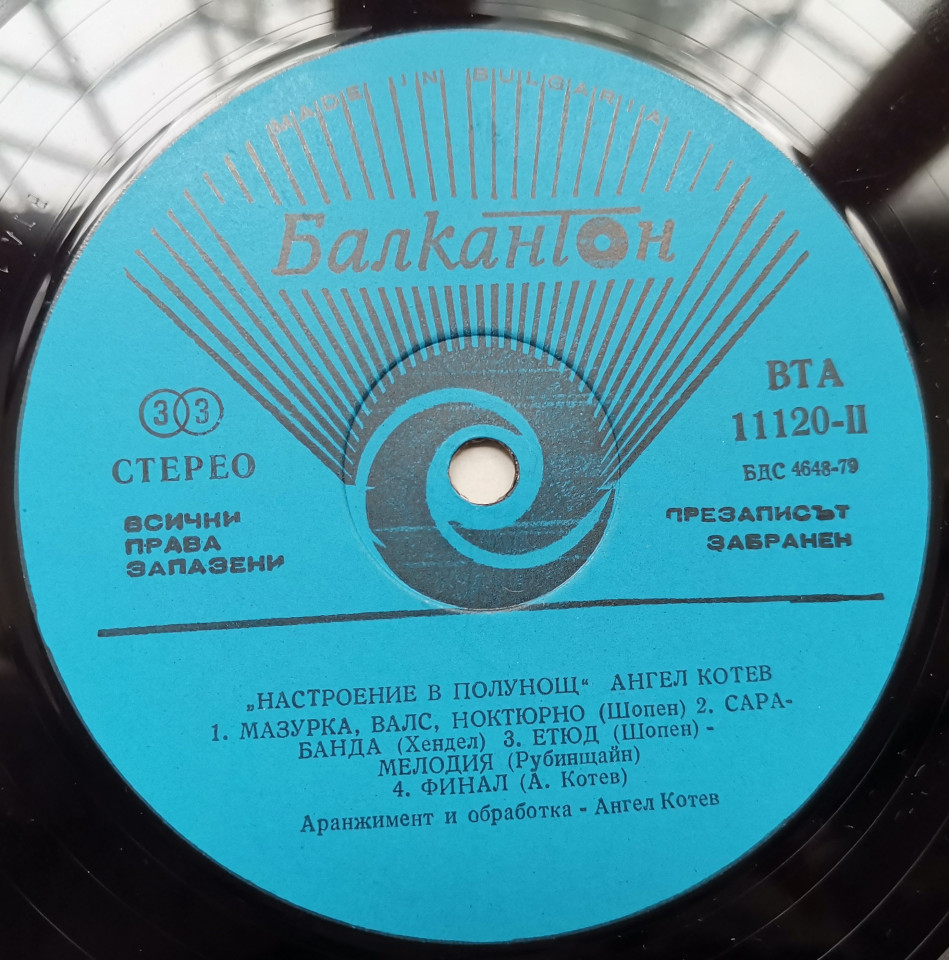 MADE IN BULGARIA
БалканТон
33
СТЕРЕО
ВСИЧКИ
ПРАВА
ЗАПАЗЕНИ
ВТА
11120-II
БДС 4648-79
ПРЕЗАПИСЪТ
ЗАБРАНЕН
„НАСТРОЕНИЕ В ПОЛУНОЩ“ АНГЕЛ КОТЕВ
1. МАЗУРКА, ВАЛС, НОКТЮРНО (Шопен) 2. САРА-
БАНДА (Хендел) 3. ЕТЮД (Шопен) -
МЕЛОДИЯ (Рубинщайн)
4. ФИНАЛ (А. Котев)
Аранжимент и обработка - Ангел Котев